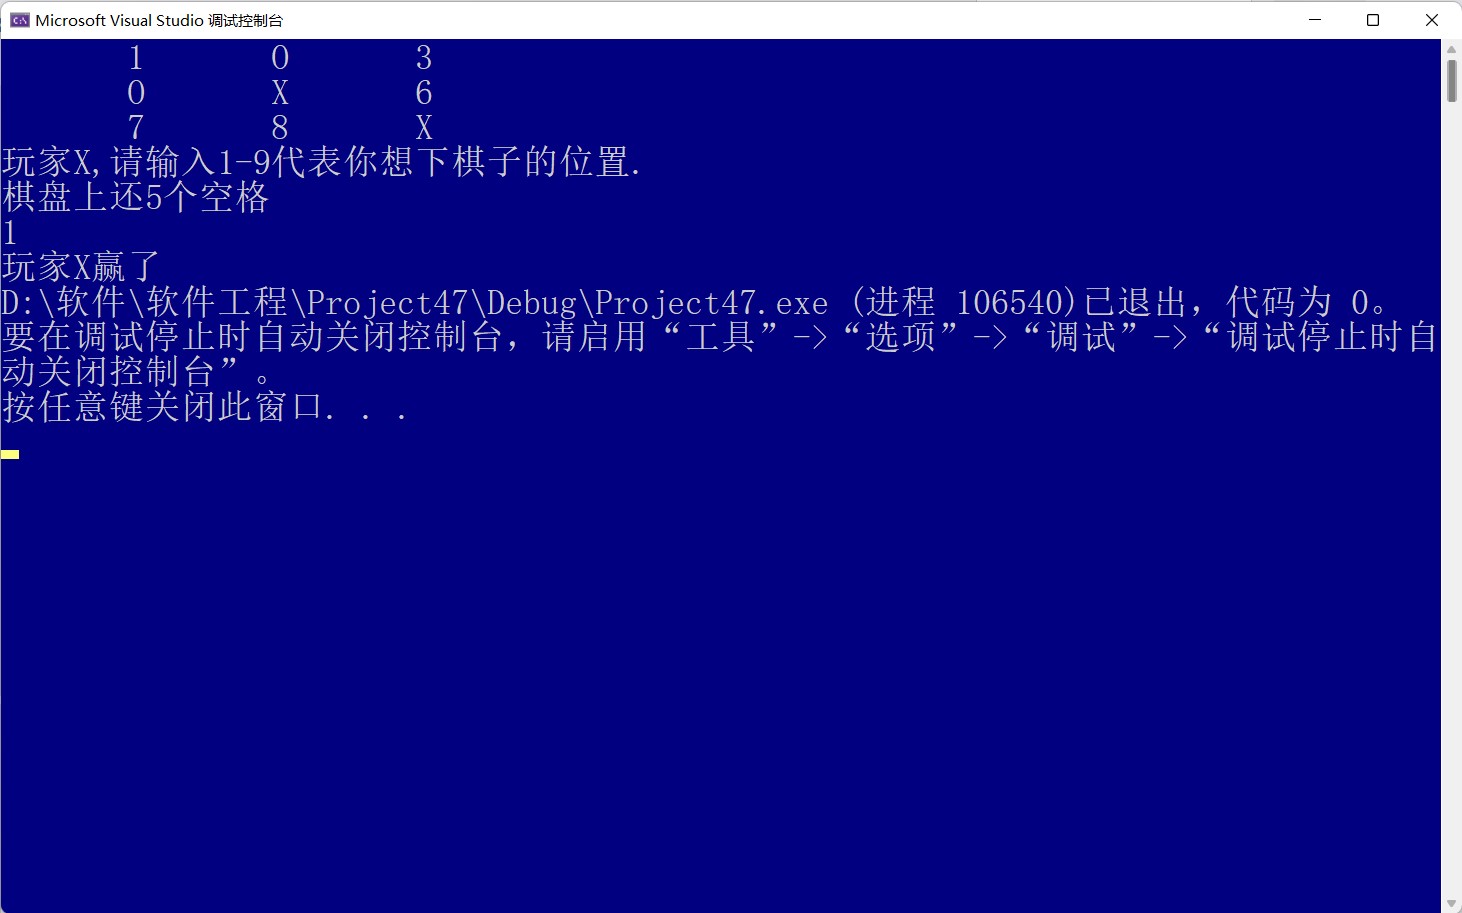 Microsoft Visual Studio 调试控制台
1 O 3
O X 6
7 8 X
玩家X,请输入1-9代表你想下棋子的位置.
棋盘上还5个空格
1
玩家X赢了
D:\软件\软件工程\Project47\Debug\Project47.exe (进程 106540)已退出，代码为 0。
要在调试停止时自动关闭控制台，请启用“工具”->“选项”->“调试”->“调试停止时自
动关闭控制台”。
按任意键关闭此窗口. . .